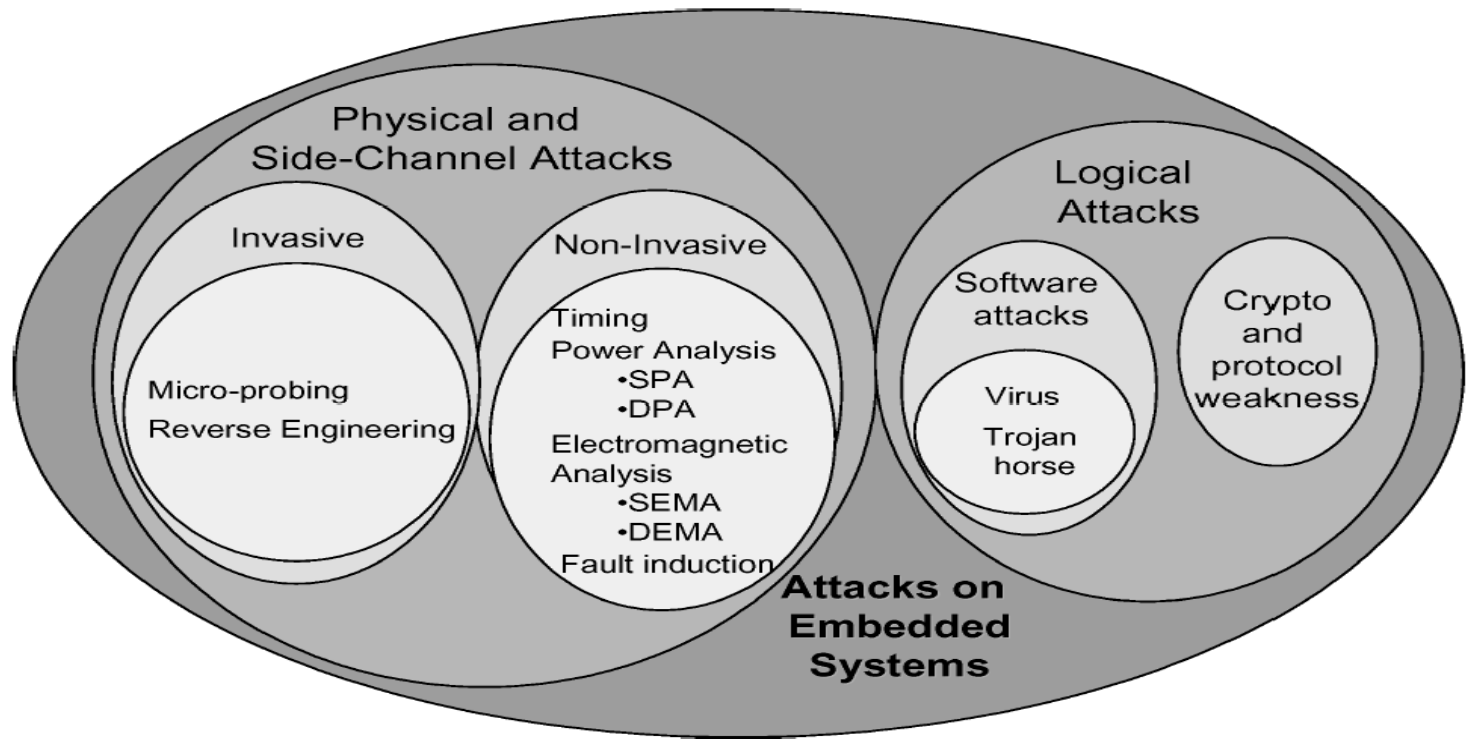 Physical and
Side-Channel Attacks
Invasive
Micro-probing
Reverse Engineering
Non-Invasive
Timing
Power Analysis
•SPA
•DPA
Electromagnetic
Analysis
•SEMA
•DEMA
Fault induction
Logical
Attacks
Software
attacks
Virus
Trojan
horse
Crypto
and
protocol
weakness
Attacks on
Embedded
Systems